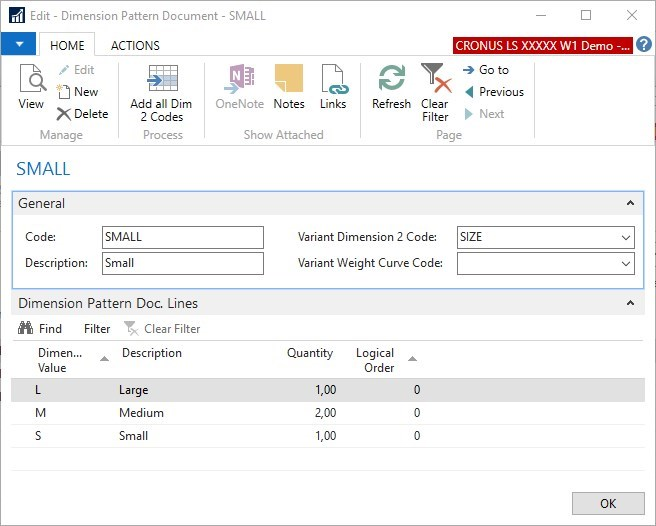 Edit - Dimension Pattern Document - SMALL
HOME ACTIONS
CRONUS LS XXXXX W1 Demo -...
View
Edit
New
Delete
Manage
Add all Dim
2 Codes
Process
OneNote Notes Links
Show Attached
Refresh
Clear
Filter
Go to
Previous
Next
Page
SMALL
General
Code: SMALL
Variant Dimension 2 Code: SIZE
Description: Small
Variant Weight Curve Code:
Dimension Pattern Doc. Lines
Find Filter Clear Filter
Dimen... Value Description Quantity Logical Order
L Large 1,00 0
M Medium 2,00 0
S Small 1,00 0
OK